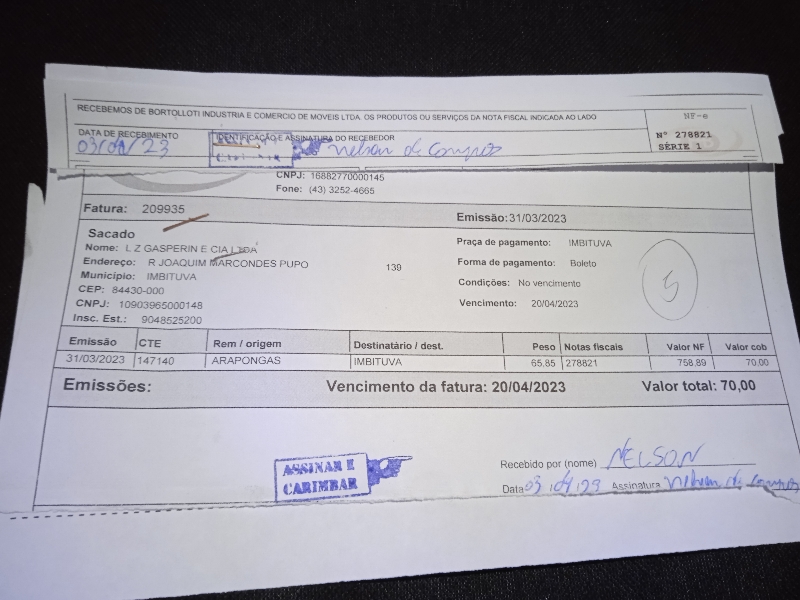 RECEBEMOS DE BORTOLLOTI INDUSTRIA E COMERCIO DE MOVEIS LTDA. OS PRODUTOS OU SERVIÇOS DA NOTA FISCAL INDICADA AO LADO
NF-e
Nº 278821
SÉRIE 1
DATA DE RECEBIMENTO
03/04/23
IDENTIFICAÇÃO E ASSINATURA DO RECEBEDOR
Nelson de Campos
CNPJ: 16882770000145
Fone: (43) 3252-4665
Fatura: 209935
Emissão: 31/03/2023
Sacado
Nome: L Z GASPERIN E CIA LTDA
Endereço: R JOAQUIM MARCONDES PUPO 139
Município: IMBITUVA
CEP: 84430-000
CNPJ: 10903965000148
Insc. Est.: 9048525200
Praça de pagamento: IMBITUVA
Forma de pagamento: Boleto
Condições: No vencimento
Vencimento: 20/04/2023
5
Emissão CTE Rem / origem Destinatário / dest. Peso Notas fiscais Valor NF Valor cob
31/03/2023 147140 ARAPONGAS IMBITUVA 65,85 278821 758,89 70,00
Emissões: Vencimento da fatura: 20/04/2023 Valor total: 70,00
ASSINAR E
CARIMBAR
Recebido por (nome) NELSON
Data 03/04/23 Assinatura Nelson de Campos